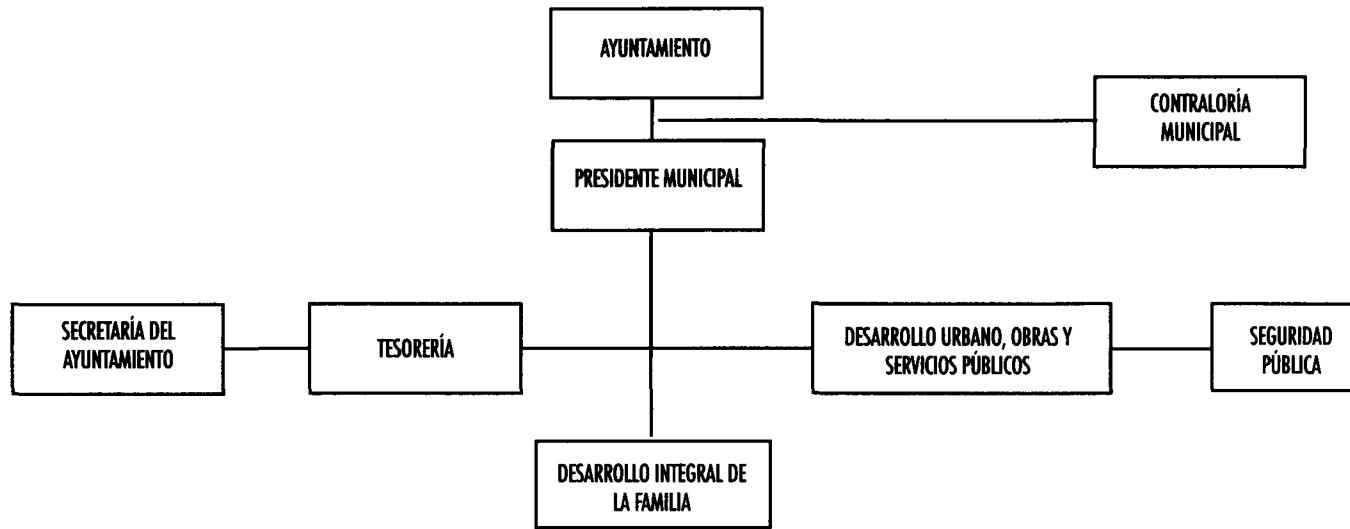 AYUNTAMIENTO
CONTRALORÍA
MUNICIPAL
PRESIDENTE MUNICIPAL
SECRETARÍA DEL
AYUNTAMIENTO
TESORERÍA
DESARROLLO URBANO, OBRAS Y
SERVICIOS PÚBLICOS
SEGURIDAD
PÚBLICA
DESARROLLO INTEGRAL DE
LA FAMILIA